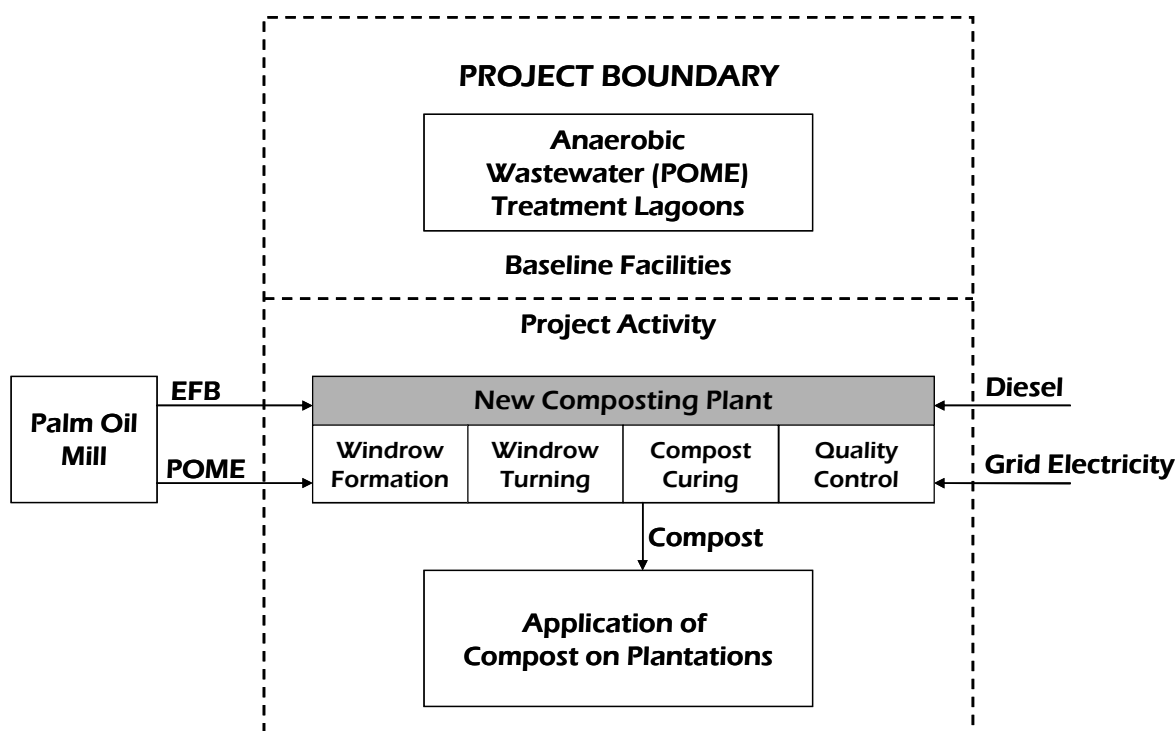 PROJECT BOUNDARY
Anaerobic
Wastewater (POME)
Treatment Lagoons
Baseline Facilities
Project Activity
Palm Oil
Mill
EFB
POME
New Composting Plant
Windrow
Formation
Windrow
Turning
Compost
Curing
Quality
Control
Diesel
Grid Electricity
Compost
Application of
Compost on Plantations